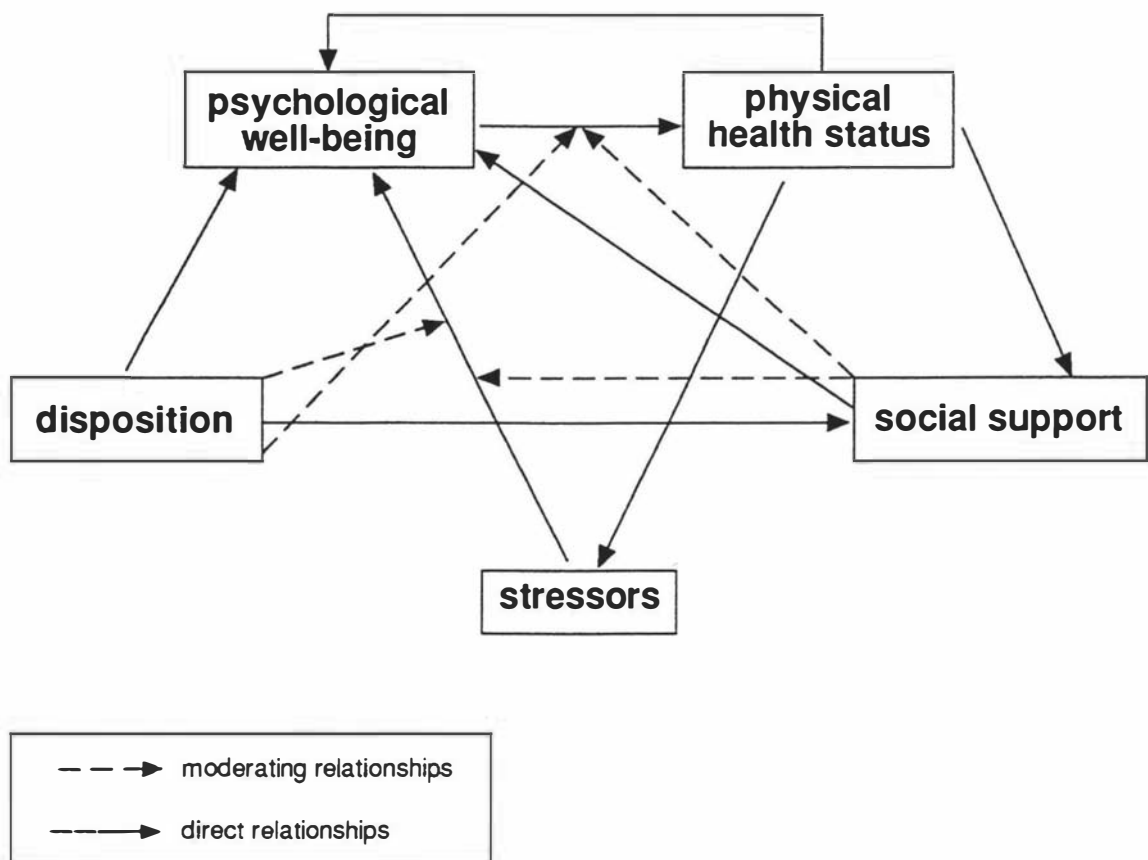 psychological
well-being
physical
health status
disposition
social support
stressors
moderating relationships
direct relationships